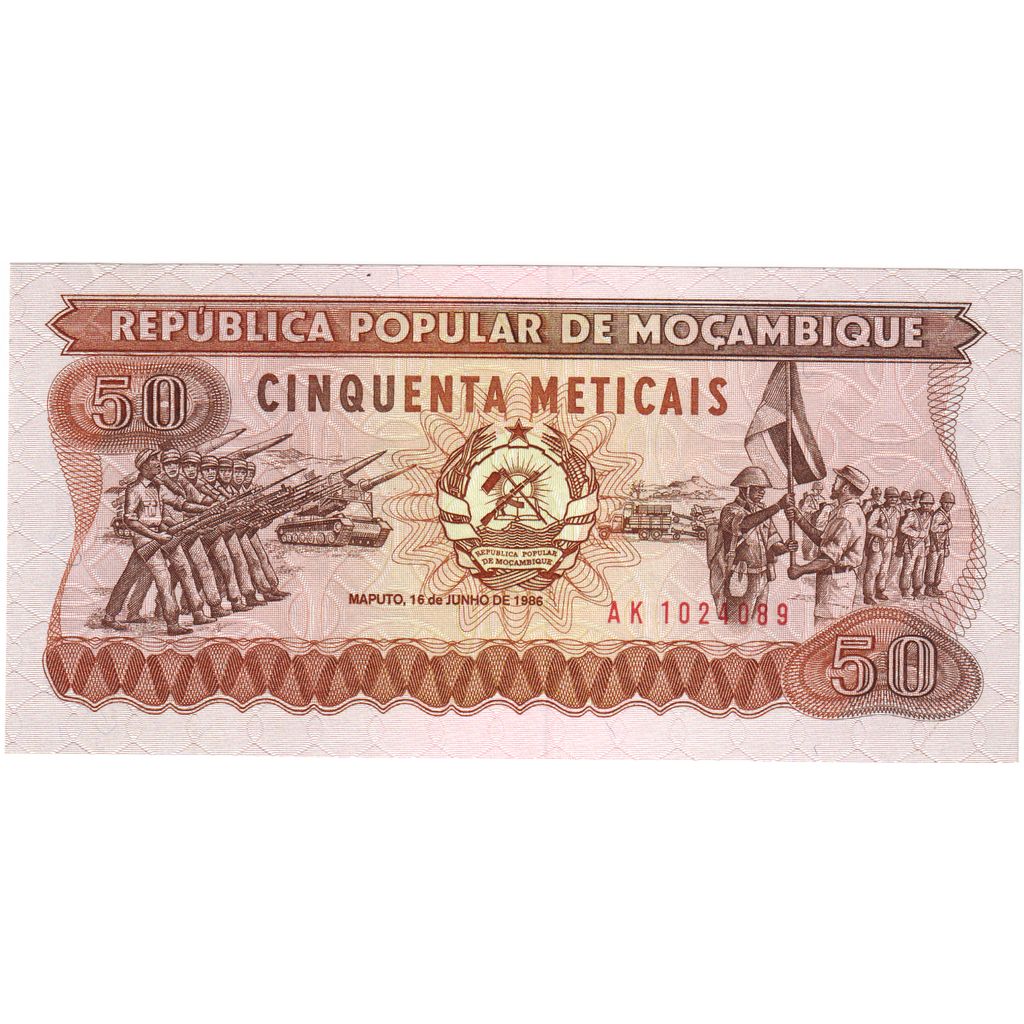 REPÚBLICA POPULAR DE MOÇAMBIQUE
50
CINQUENTA METICAIS
REPUBLICA POPULAR
DE MOÇAMBIQUE
MAPUTO, 16 de JUNHO DE 1986
AK 1024089
50